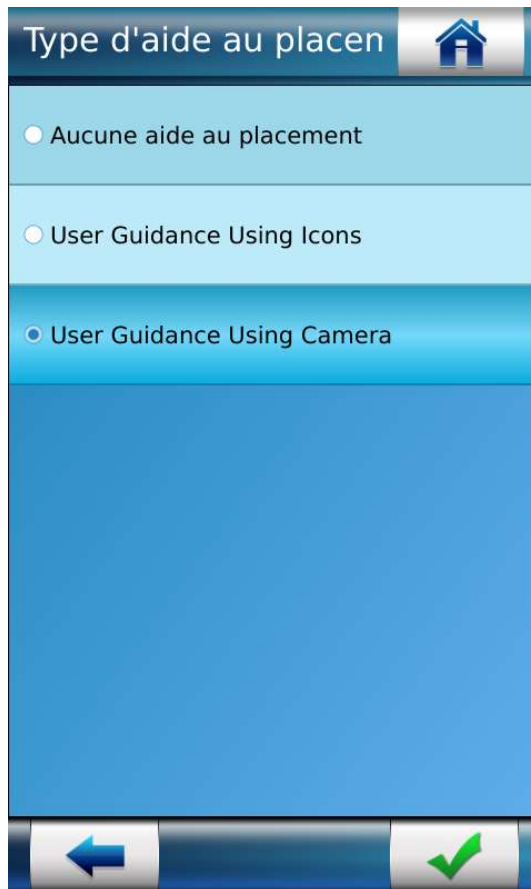 Type d'aide au placen
Aucune aide au placement
User Guidance Using Icons
User Guidance Using Camera